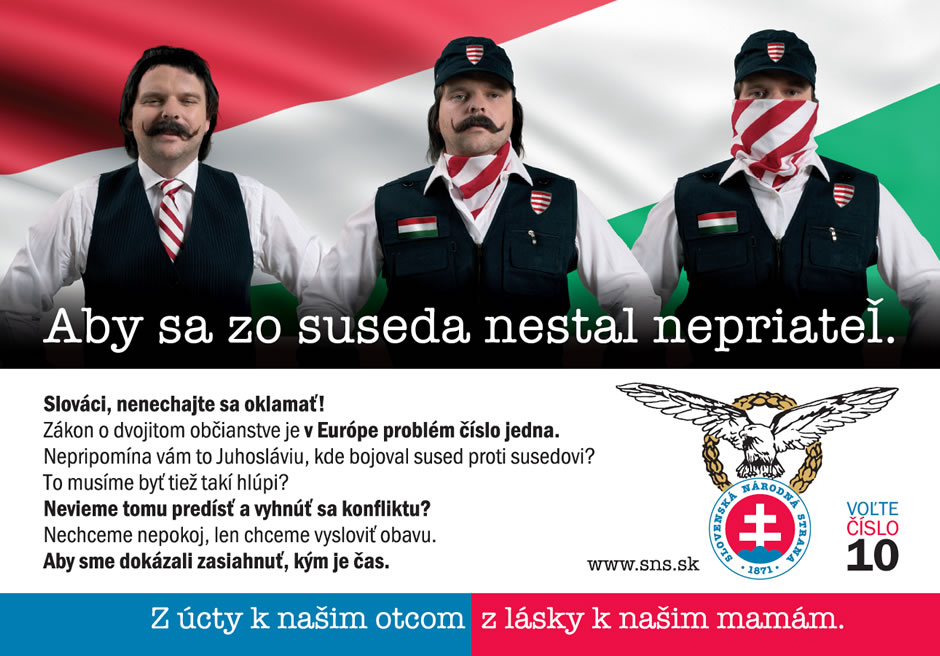 Aby sa zo suseda nestal nepriateľ.
Slováci, nenechajte sa oklamať!
Zákon o dvojitom občianstve je v Európe problém číslo jedna.
Nepripomína vám to Juhosláviu, kde bojoval sused proti susedovi?
To musíme byť tiež takí hlúpi?
Nevieme tomu predísť a vyhnúť sa konfliktu?
Nechceme nepokoj, len chceme vysloviť obavu.
Aby sme dokázali zasiahnuť, kým je čas.
www.sns.sk
SLOVENSKÁ NÁRODNÁ STRANA
• 1871 •
VOĽTE
ČÍSLO
10
Z úcty k našim otcom z lásky k našim mamám.